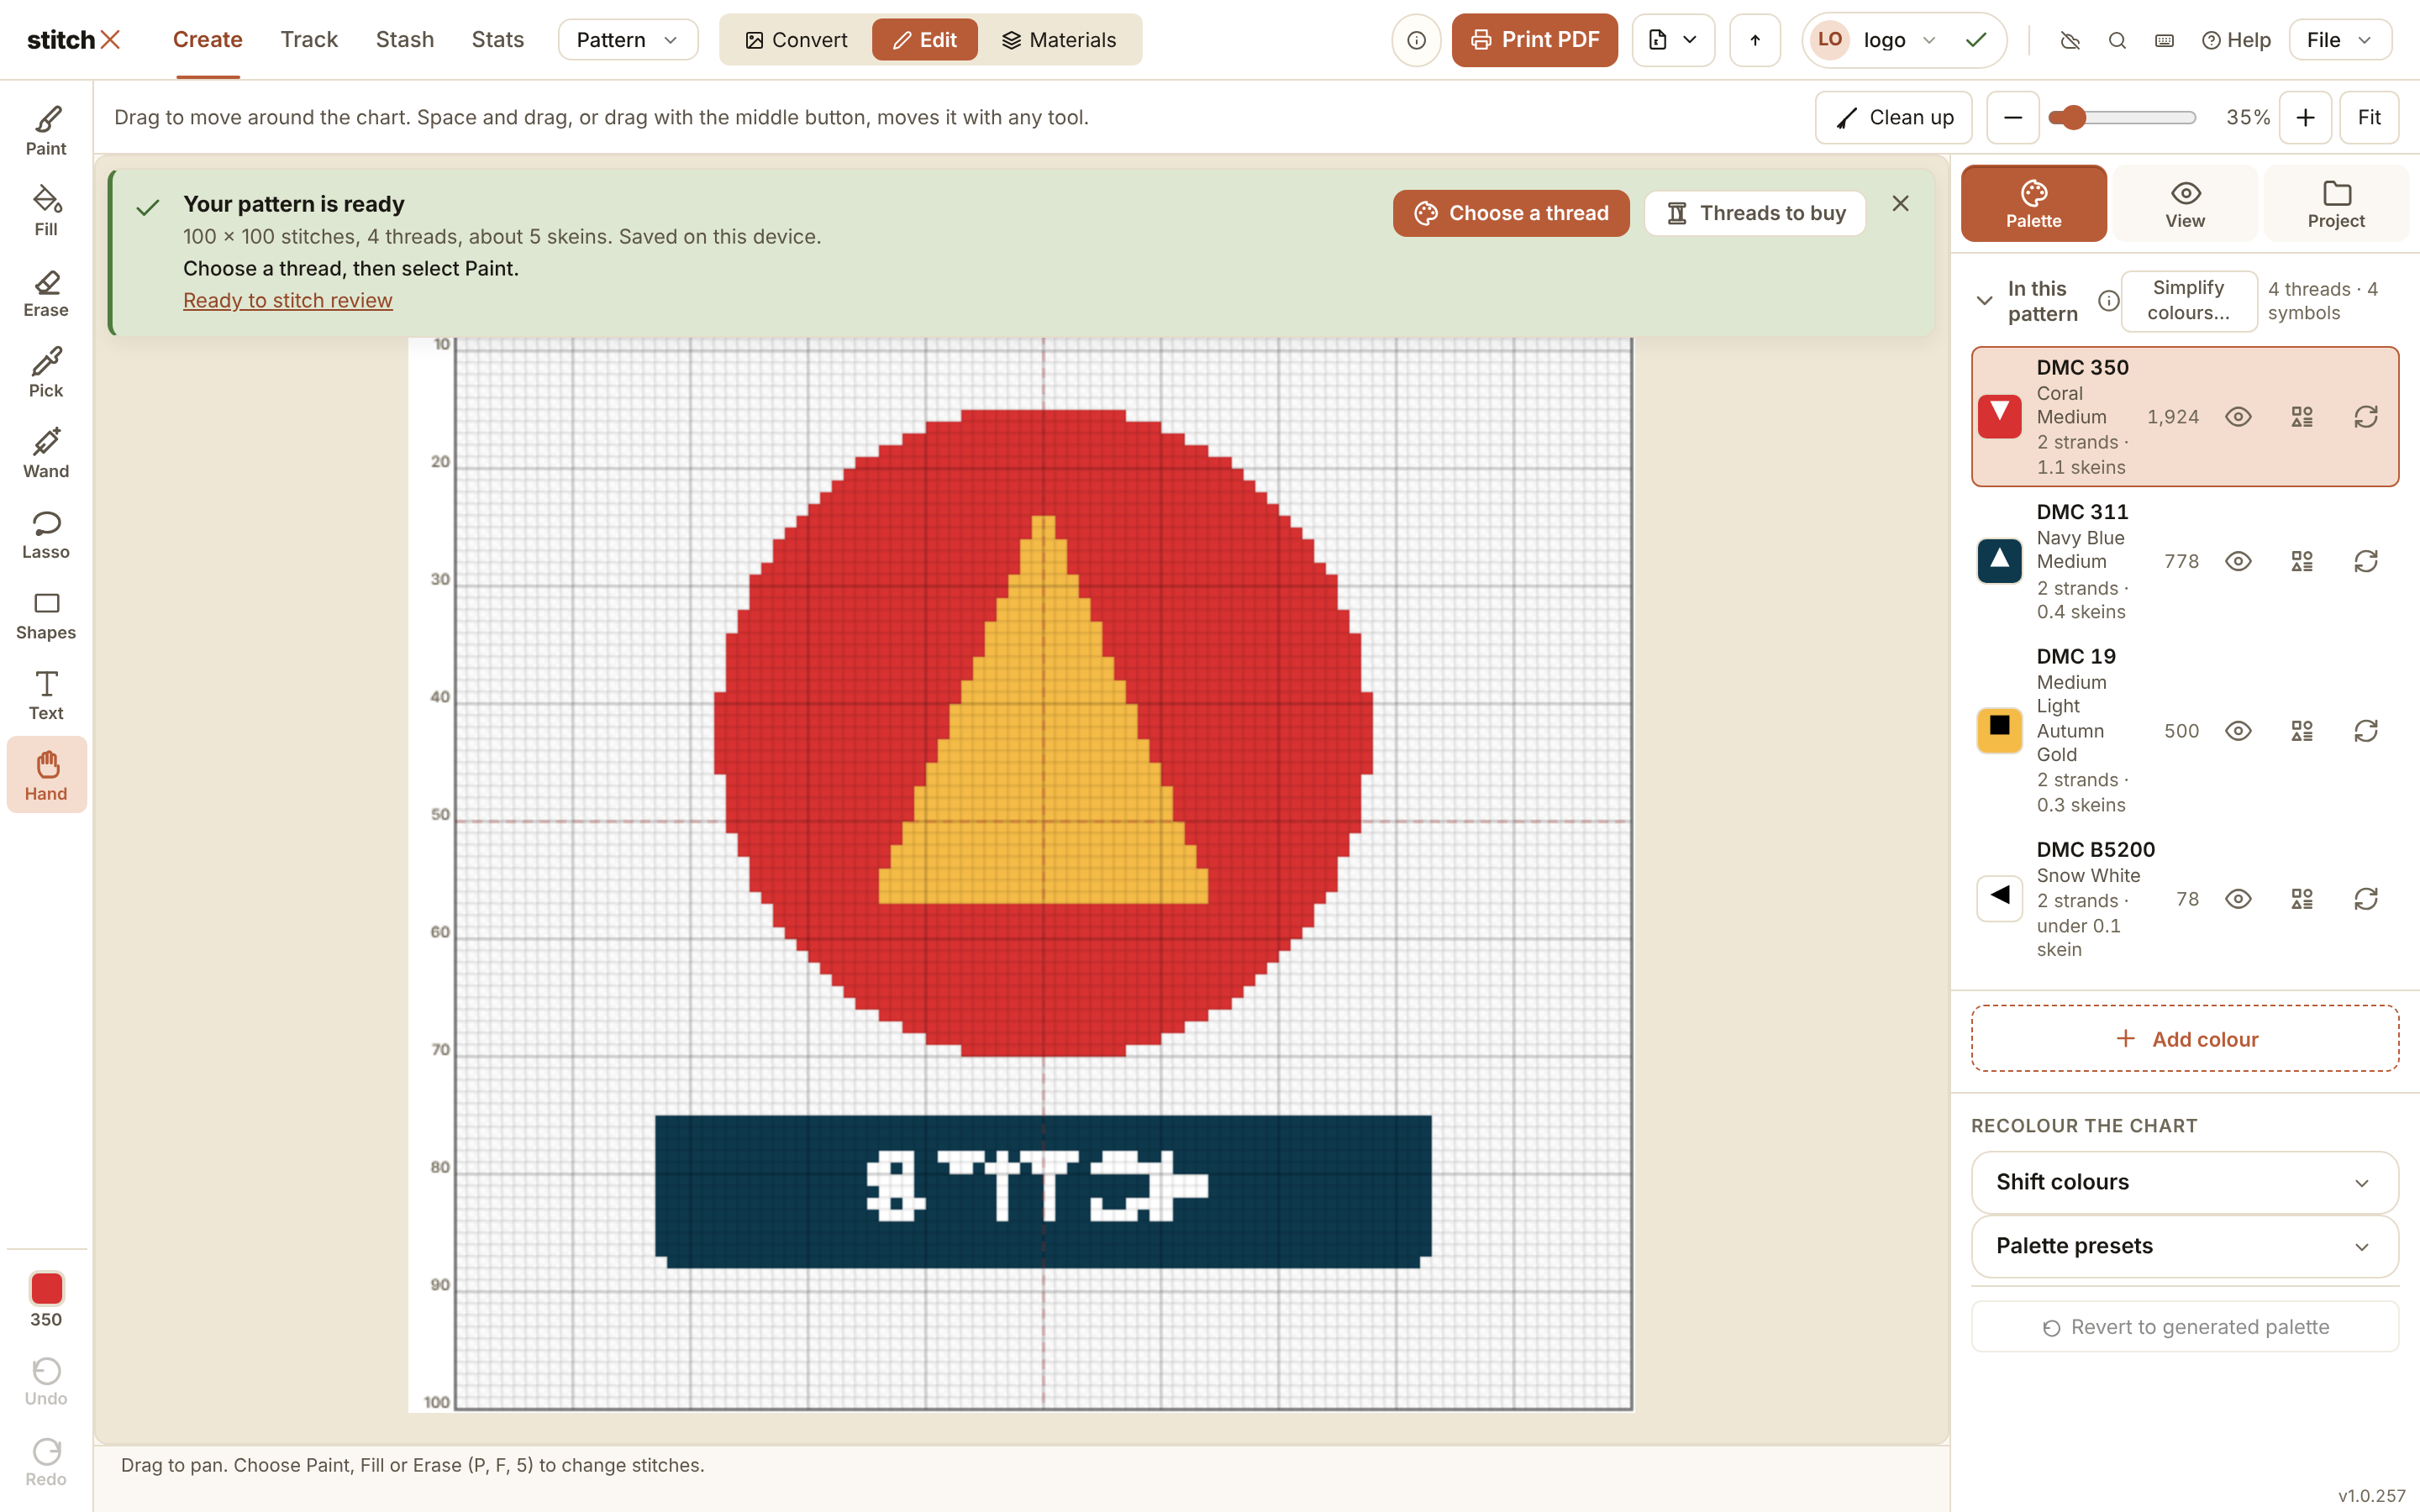 stitch
Create
Track
Stash
Stats
Pattern
Convert
Edit
Materials
Print PDF
LO
logo
Help
File
Drag to move around the chart. Space and drag, or drag with the middle button, moves it with any tool.
Clean up
35%
Fit
Paint
Fill
Erase
Pick
Wand
Lasso
Shapes
Text
Hand
350
Undo
Redo
Your pattern is ready
100 × 100 stitches, 4 threads, about 5 skeins. Saved on this device.
Choose a thread, then select Paint.
Ready to stitch review
Choose a thread
Threads to buy
10
20
30
40
50
60
70
80
90
100
Drag to pan. Choose Paint, Fill or Erase (P, F, 5) to change stitches.
Palette
View
Project
In this
pattern
Simplify
colours...
4 threads · 4
symbols
DMC 350
Coral
Medium
2 strands ·
1.1 skeins
1,924
DMC 311
Navy Blue
Medium
2 strands ·
0.4 skeins
778
DMC 19
Medium
Light
Autumn
Gold
2 strands ·
0.3 skeins
500
DMC B5200
Snow White
2 strands ·
under 0.1
skein
78
Add colour
RECOLOUR THE CHART
Shift colours
Palette presets
Revert to generated palette
v1.0.257